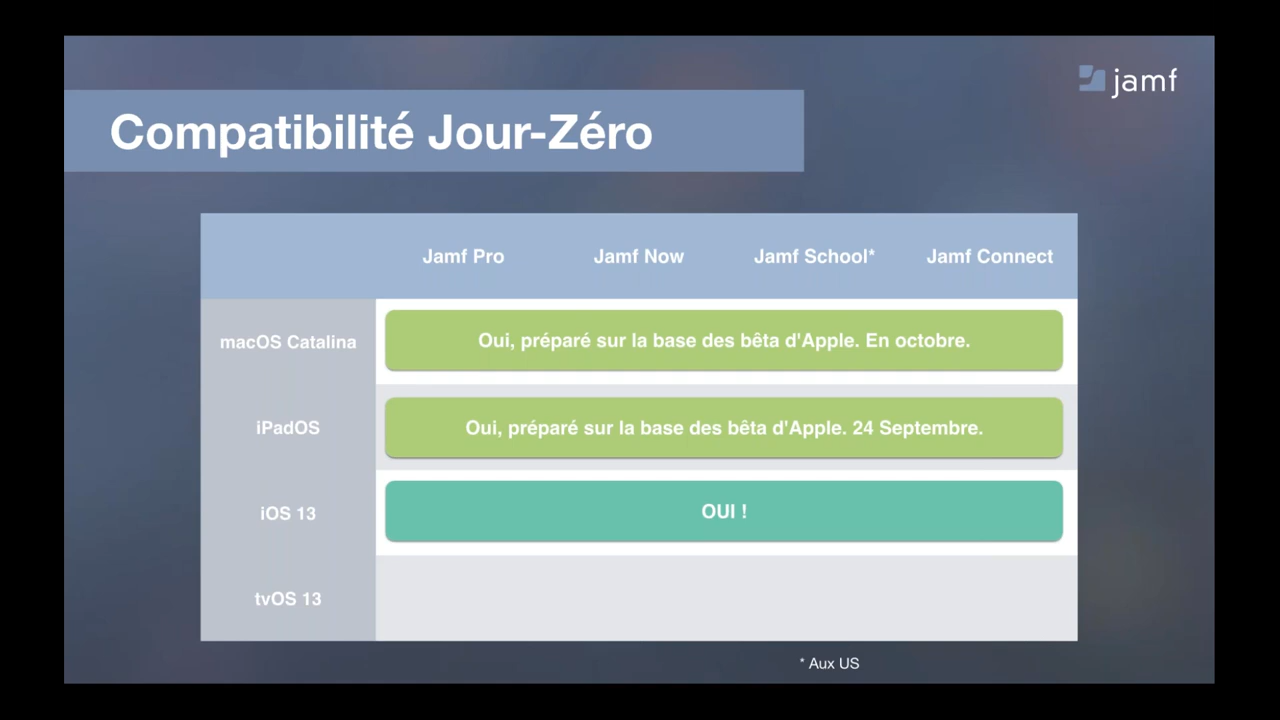 jamf
Compatibilité Jour-Zéro
Jamf Pro Jamf Now Jamf School* Jamf Connect
macOS Catalina Oui, préparé sur la base des bêta d'Apple. En octobre.
iPadOS Oui, préparé sur la base des bêta d'Apple. 24 Septembre.
iOS 13 OUI !
tvOS 13
* Aux US